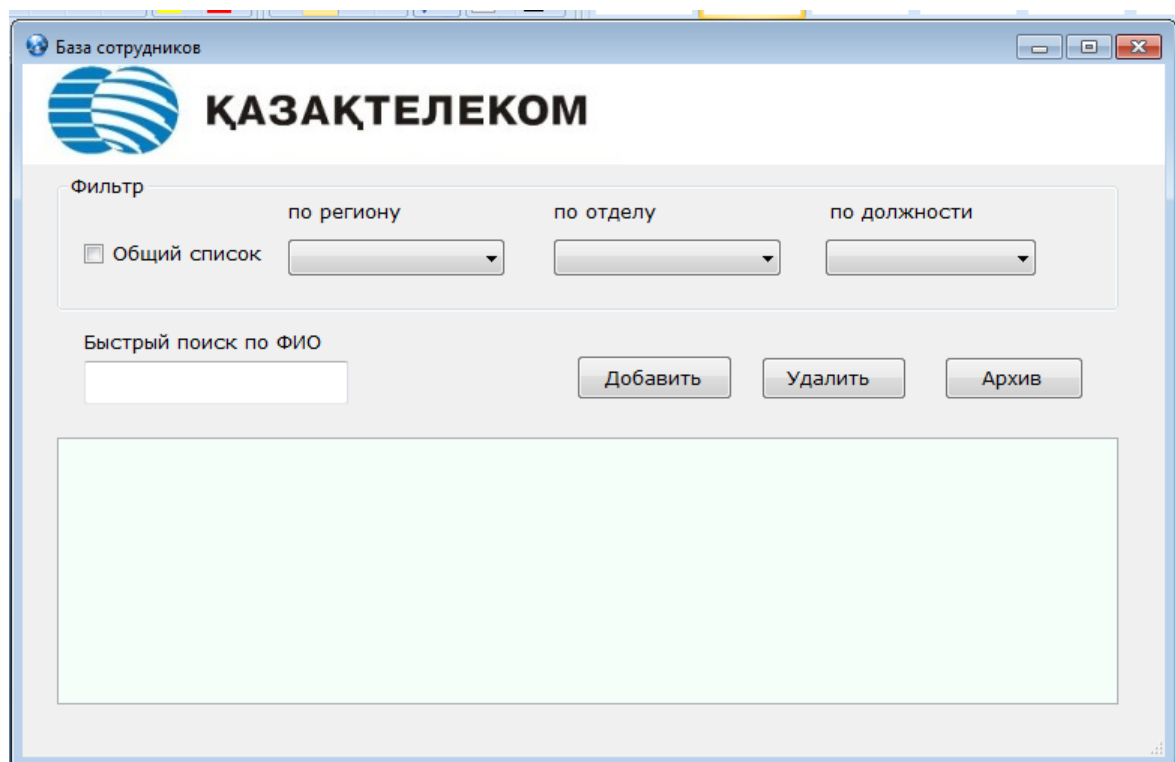 База сотрудников
ҚАЗАҚТЕЛЕКОМ
Фильтр
по региону по отделу по должности
Общий список
Быстрый поиск по ФИО
Добавить Удалить Архив